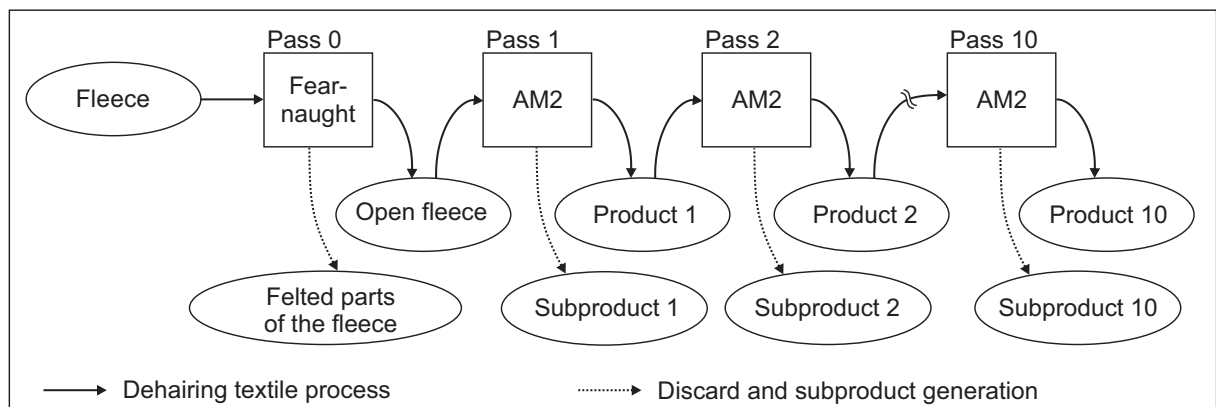 Pass 0
Pass 1
Pass 2
Pass 10
Fleece
Fear-
naught
AM2
AM2
AM2
Open fleece
Product 1
Product 2
Product 10
Felted parts
of the fleece
Subproduct 1
Subproduct 2
Subproduct 10
Dehairing textile process
Discard and subproduct generation